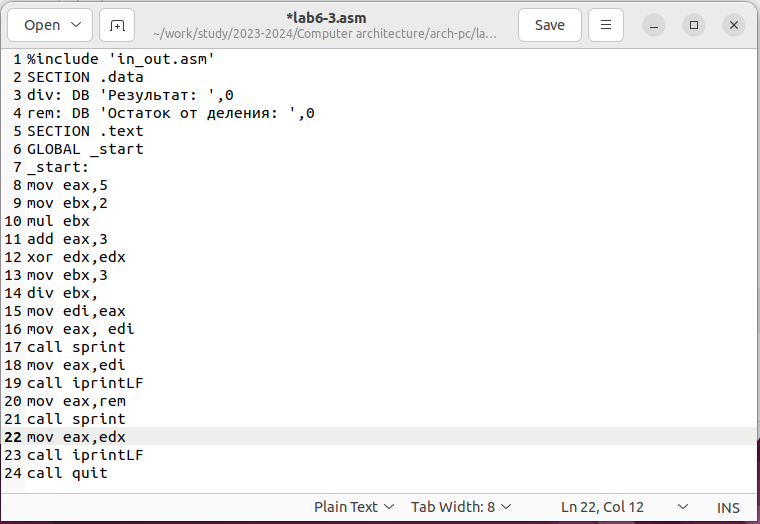 Open
*lab6-3.asm
~/work/study/2023-2024/Computer architecture/arch-pc/la...
Save
1 %include 'in_out.asm'
2 SECTION .data
3 div: DB 'Результат: ',0
4 rem: DB 'Остаток от деления: ',0
5 SECTION .text
6 GLOBAL _start
7 _start:
8 mov eax,5
9 mov ebx,2
10 mul ebx
11 add eax,3
12 xor edx,edx
13 mov ebx,3
14 div ebx,
15 mov edi,eax
16 mov eax, edi
17 call sprint
18 mov eax,edi
19 call iprintLF
20 mov eax,rem
21 call sprint
22 mov eax,edx
23 call iprintLF
24 call quit
Plain Text Tab Width: 8 Ln 22, Col 12 INS